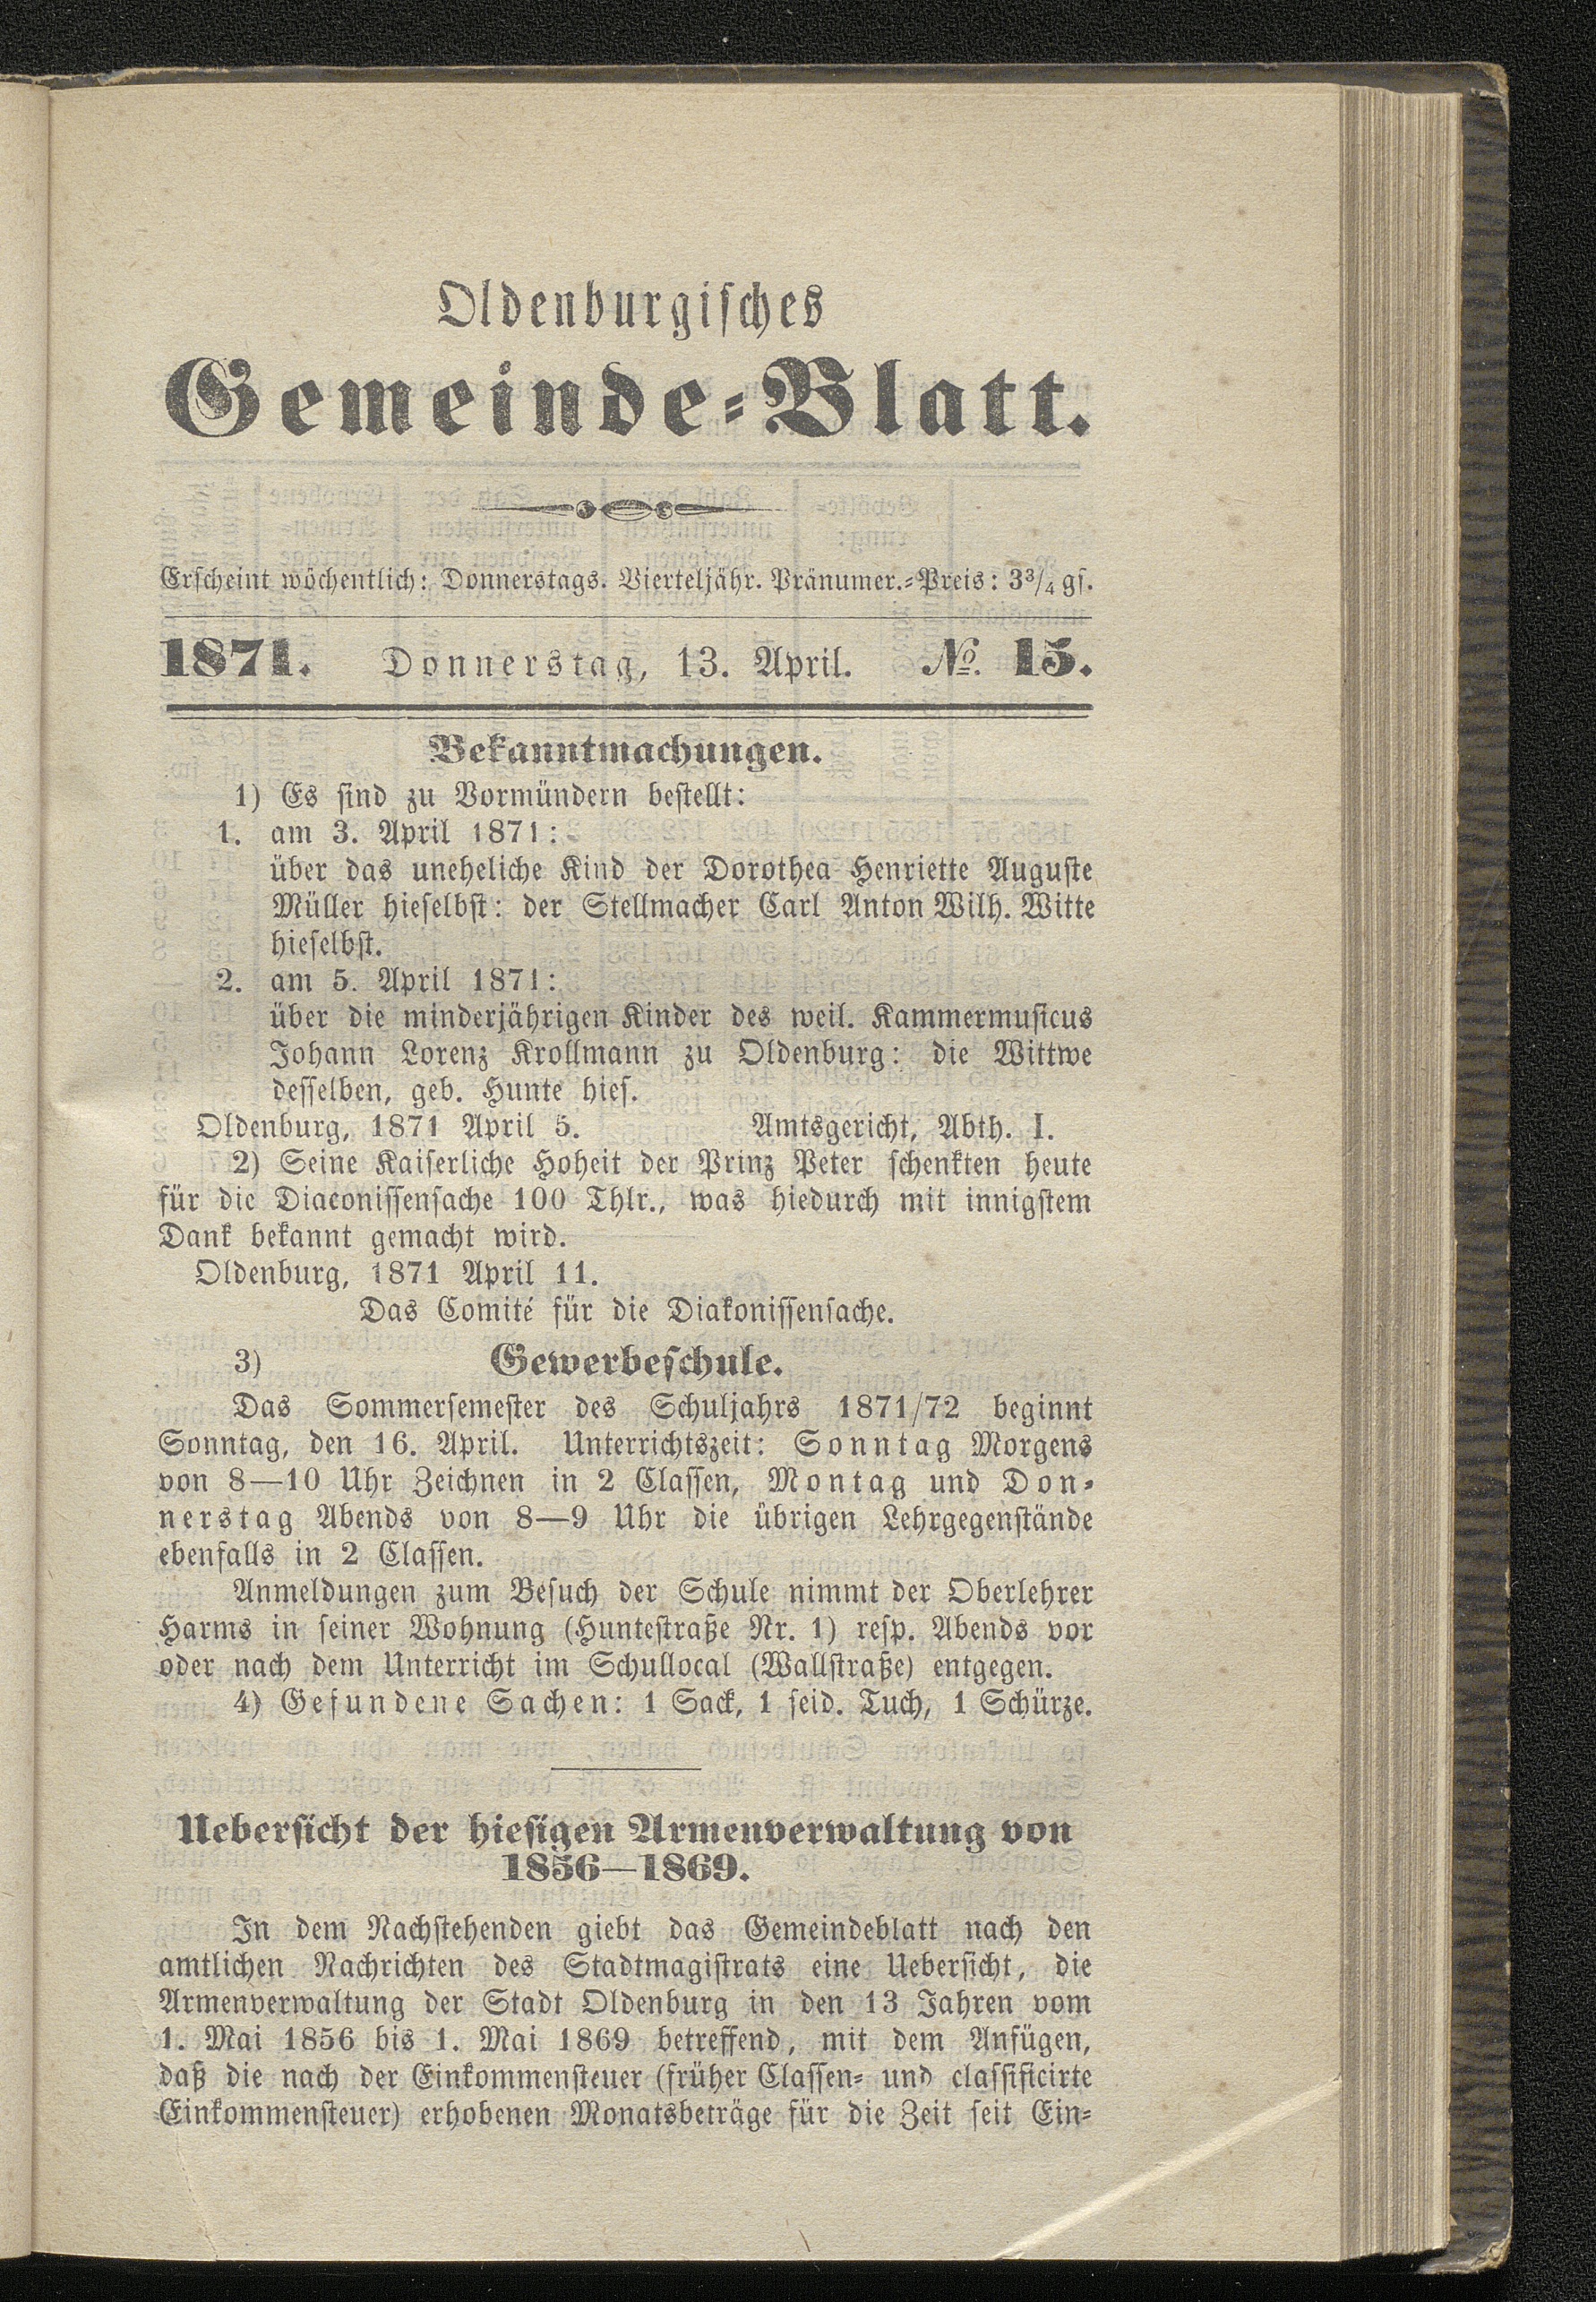 Oldenburgisches
Gemeinde-Blatt.
Erscheint wöchentlich: Donnerstags. Vierteljähr. Pränumer.-Preis: 3³/₄ gs.
1871. Donnerstag, 13. April. No. 15.
Bekanntmachungen.
1) Es sind zu Vormündern bestellt:
1. am 3. April 1871:
über das uneheliche Kind der Dorothea Henriette Auguste
Müller hieselbst: der Stellmacher Carl Anton Wilh. Witte
hieselbst.
2. am 5. April 1871:
über die minderjährigen Kinder des weil. Kammermusicus
Johann Lorenz Krollmann zu Oldenburg: die Wittwe
desselben, geb. Hunte hies.
Oldenburg, 1871 April 5. Amtsgericht, Abth. I.
2) Seine Kaiserliche Hoheit der Prinz Peter schenkten heute
für die Diaconissensache 100 Thlr., was hiedurch mit innigstem
Dank bekannt gemacht wird.
Oldenburg, 1871 April 11.
Das Comité für die Diakonissensache.
3) Gewerbeschule.
Das Sommersemester des Schuljahrs 1871/72 beginnt
Sonntag, den 16. April. Unterrichtszeit: Sonntag Morgens
von 8—10 Uhr Zeichnen in 2 Classen, Montag und Don-
nerstag Abends von 8—9 Uhr die übrigen Lehrgegenstände
ebenfalls in 2 Classen.
Anmeldungen zum Besuch der Schule nimmt der Oberlehrer
Harms in seiner Wohnung (Huntestraße Nr. 1) resp. Abends vor
oder nach dem Unterricht im Schullocal (Wallstraße) entgegen.
4) Gefundene Sachen: 1 Sack, 1 seid. Tuch, 1 Schürze.
Uebersicht der hiesigen Armenverwaltung von
1856—1869.
In dem Nachstehenden giebt das Gemeindeblatt nach den
amtlichen Nachrichten des Stadtmagistrats eine Uebersicht, die
Armenverwaltung der Stadt Oldenburg in den 13 Jahren vom
1. Mai 1856 bis 1. Mai 1869 betreffend, mit dem Anfügen,
daß die nach der Einkommensteuer (früher Classen- und classificirte
Einkommensteuer) erhobenen Monatsbeträge für die Zeit seit Ein-